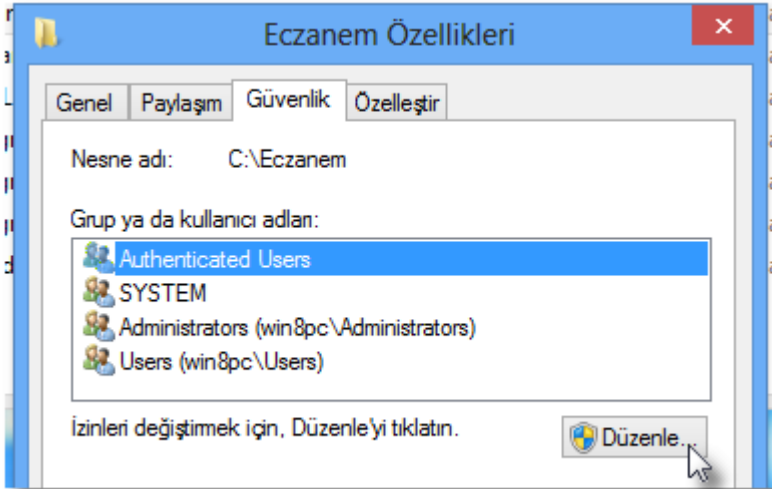 Eczanem Özellikleri
Genel Paylaşım Güvenlik Özelleştir
Nesne adı: C:\Eczanem
Grup ya da kullanıcı adları:
Authenticated Users
SYSTEM
Administrators (win8pc\Administrators)
Users (win8pc\Users)
İzinleri değiştirmek için, Düzenle'yi tıklatın.
Düzenle...